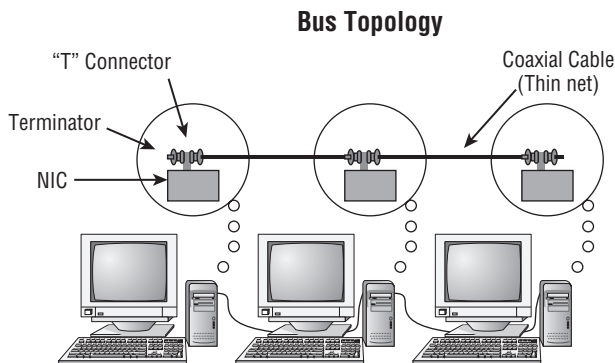 Bus Topology
“T” Connector
Coaxial Cable
(Thin net)
Terminator
NIC